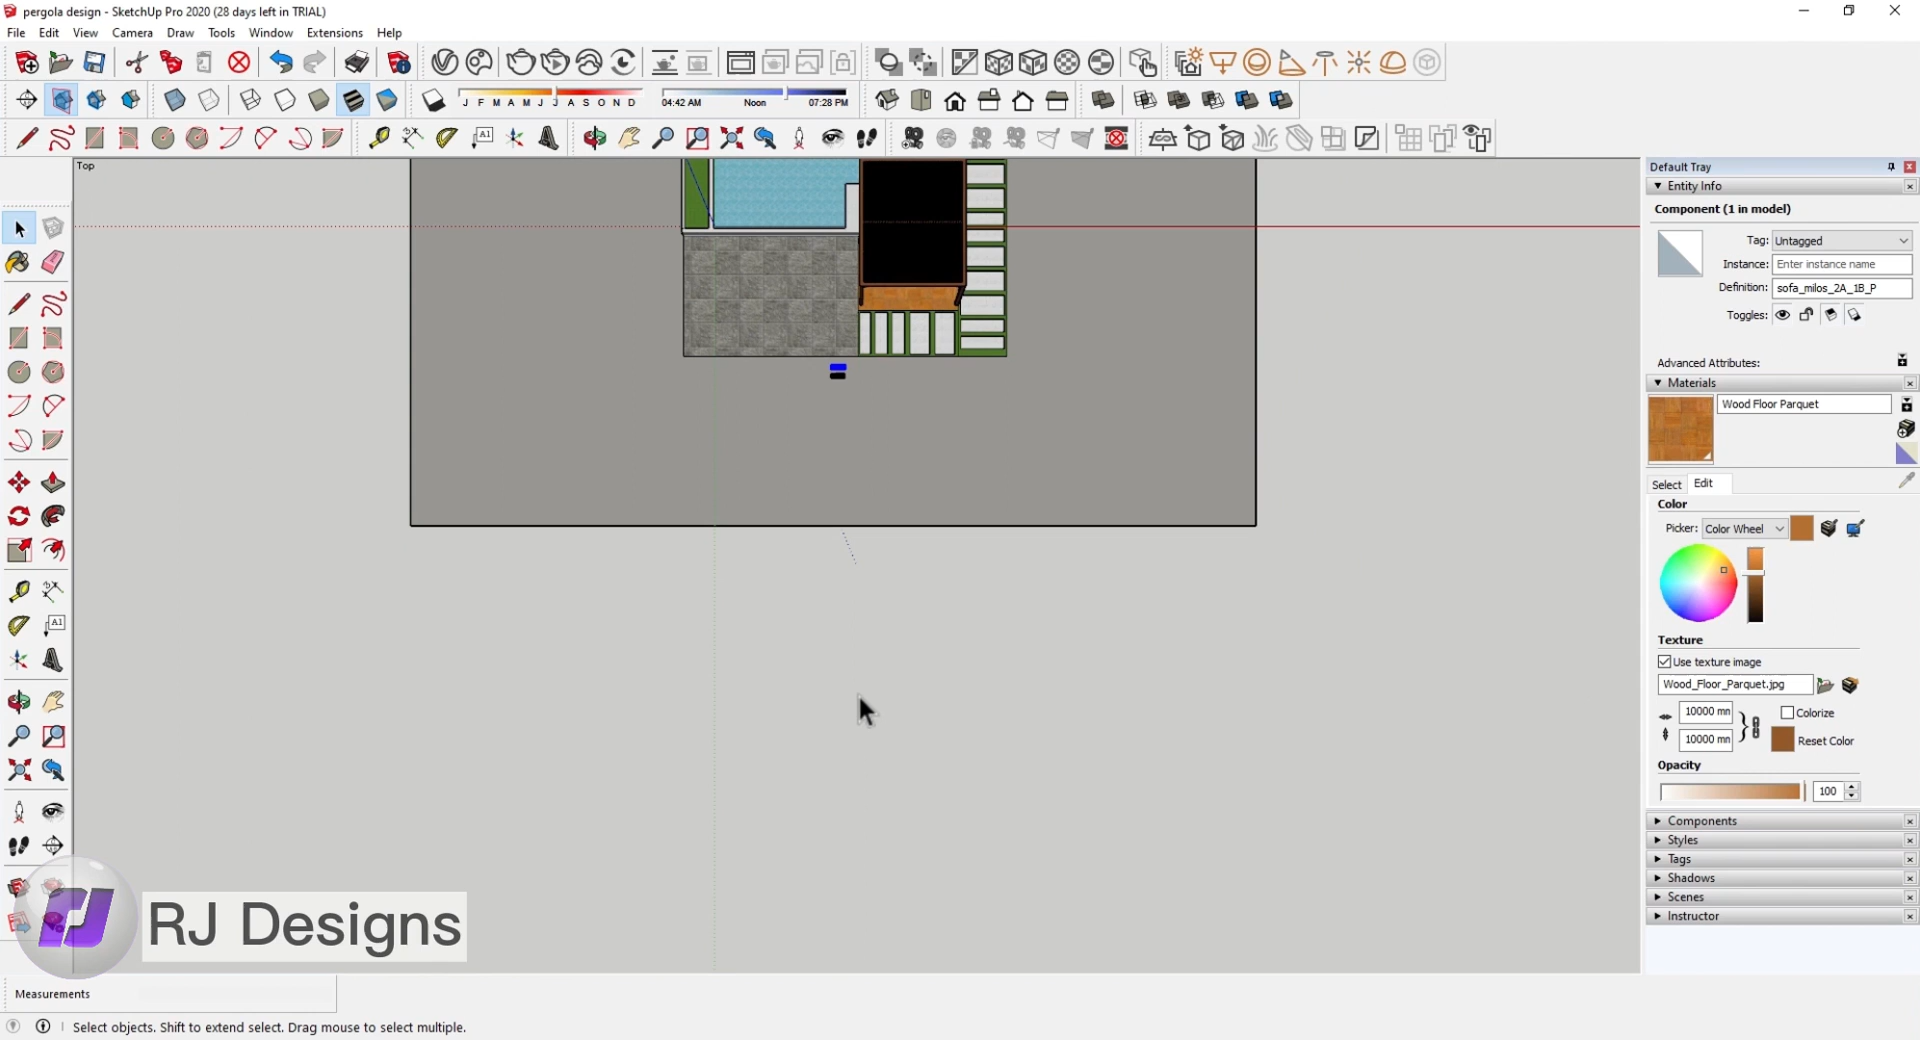 pergola design - SketchUp Pro 2020 (28 days left in TRIAL)
File Edit View Camera Draw Tools Window Extensions Help
J F M A M J J A S O N D
04:42 AM Noon 07:28 PM
A1
Top
Default Tray
Entity Info
Component (1 in model)
Tag: Untagged
Instance: Enter instance name
Definition: sofa_milos_2A_1B_P
Toggles:
Advanced Attributes:
Materials
Wood Floor Parquet
Select Edit
Color
Picker: Color Wheel
A1
Texture
Use texture image
Wood_Floor_Parquet.jpg
10000 mn
Colorize
10000 mn
Reset Color
Opacity
100
Components
Styles
Tags
Shadows
Scenes
Instructor
RJ Designs
Measurements
Select objects. Shift to extend select. Drag mouse to select multiple.